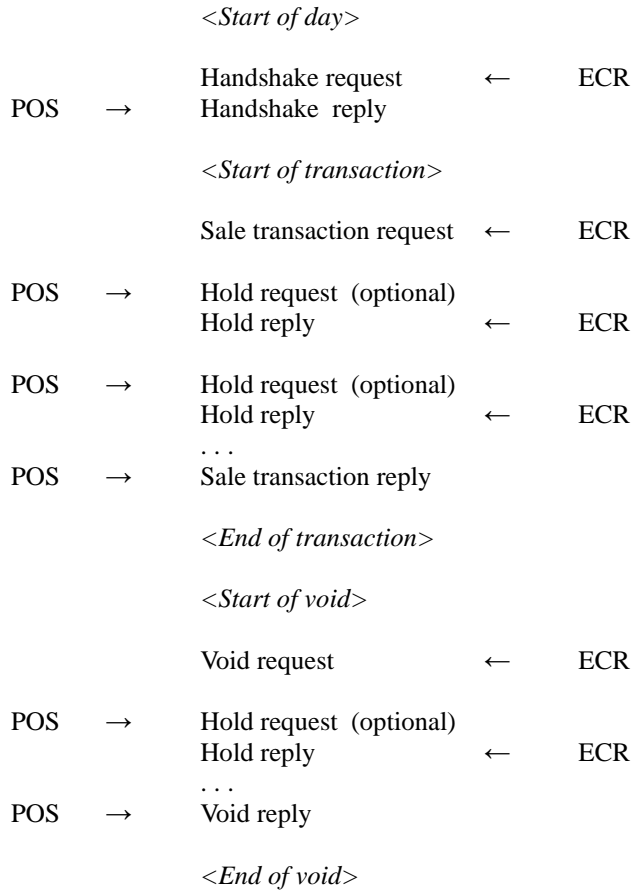 <Start of day>
Handshake request ← ECR
POS → Handshake reply
<Start of transaction>
Sale transaction request ← ECR
POS → Hold request (optional)
Hold reply ← ECR
POS → Hold request (optional)
Hold reply ← ECR
. . .
POS → Sale transaction reply
<End of transaction>
<Start of void>
Void request ← ECR
POS → Hold request (optional)
Hold reply ← ECR
. . .
POS → Void reply
<End of void>